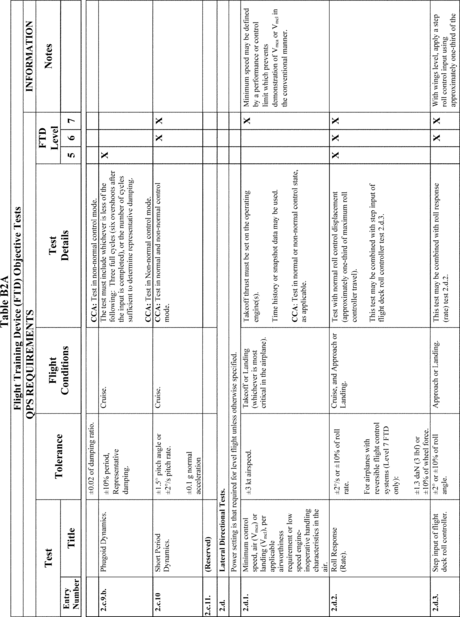 Table B2A
Flight Training Device (FTD) Objective Tests
QPS REQUIREMENTS
INFORMATION
Test
Tolerance
Flight
Conditions
Test
Details
FTD
Level
Notes
Entry
Number
Title
5 6 7
±0.02 of damping ratio.
CCA: Test in non-normal control mode.
2.c.9.b.
Phugoid Dynamics.
±10% period,
Representative
damping.
Cruise.
The test must include whichever is less of the
following: Three full cycles (six overshoots after
the input is completed), or the number of cycles
sufficient to determine representative damping.
CCA: Test in Non-normal control mode.
X
2.c.10
Short Period
Dynamics.
±1.5° pitch angle or
±2°/s pitch rate.
±0.1 g normal
acceleration
Cruise.
CCA: Test in normal and non-normal control
mode.
X X
2.c.11.
(Reserved)
2.d.
Lateral Directional Tests.
Power setting is that required for level flight unless otherwise specified.
2.d.1.
Minimum control
speed, air (Vmca) or
landing (Vmcl), per
applicable
airworthiness
requirement or low
speed engine-
inoperative handling
characteristics in the
air.
±3 kt airspeed.
Takeoff or Landing
(whichever is most
critical in the airplane).
Takeoff thrust must be set on the operating
engine(s).
Time history or snapshot data may be used.
CCA: Test in normal or non-normal control state,
as applicable.
X
Minimum speed may be defined
by a performance or control
limit which prevents
demonstration of Vmca or Vmcl in
the conventional manner.
2.d.2.
Roll Response
(Rate).
±2°/s or ±10% of roll
rate.
For airplanes with
reversible flight control
systems (Level 7 FTD
only):
±1.3 daN (3 lbf) or
±10% of wheel force.
Cruise, and Approach or
Landing.
Test with normal roll control displacement
(approximately one-third of maximum roll
controller travel).
This test may be combined with step input of
flight deck roll controller test 2.d.3.
X X X
2.d.3.
Step input of flight
deck roll controller.
±2° or ±10% of roll
angle.
Approach or Landing.
This test may be combined with roll response
(rate) test 2.d.2.
X X
With wings level, apply a step
roll control input using
approximately one-third of the